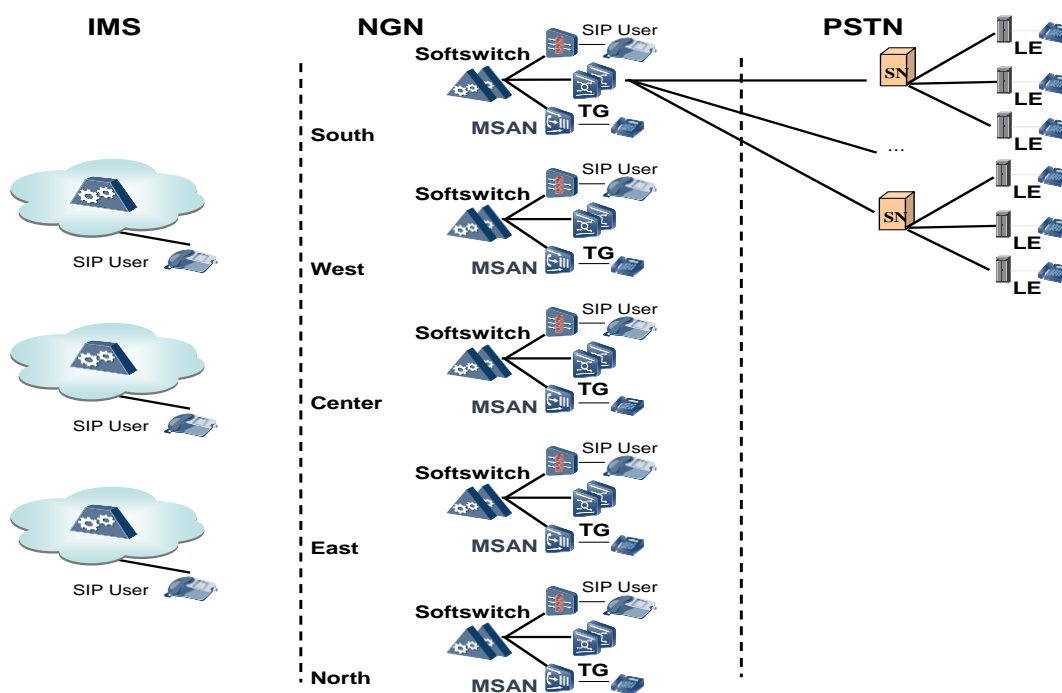 IMS
NGN
PSTN
SIP User
Softswitch
SN
LE
LE
LE
TG
MSAN
South
...
SIP User
Softswitch
SN
LE
LE
LE
TG
MSAN
West
SIP User
SIP User
Softswitch
TG
MSAN
Center
SIP User
SIP User
Softswitch
TG
MSAN
East
SIP User
SIP User
Softswitch
TG
MSAN
North